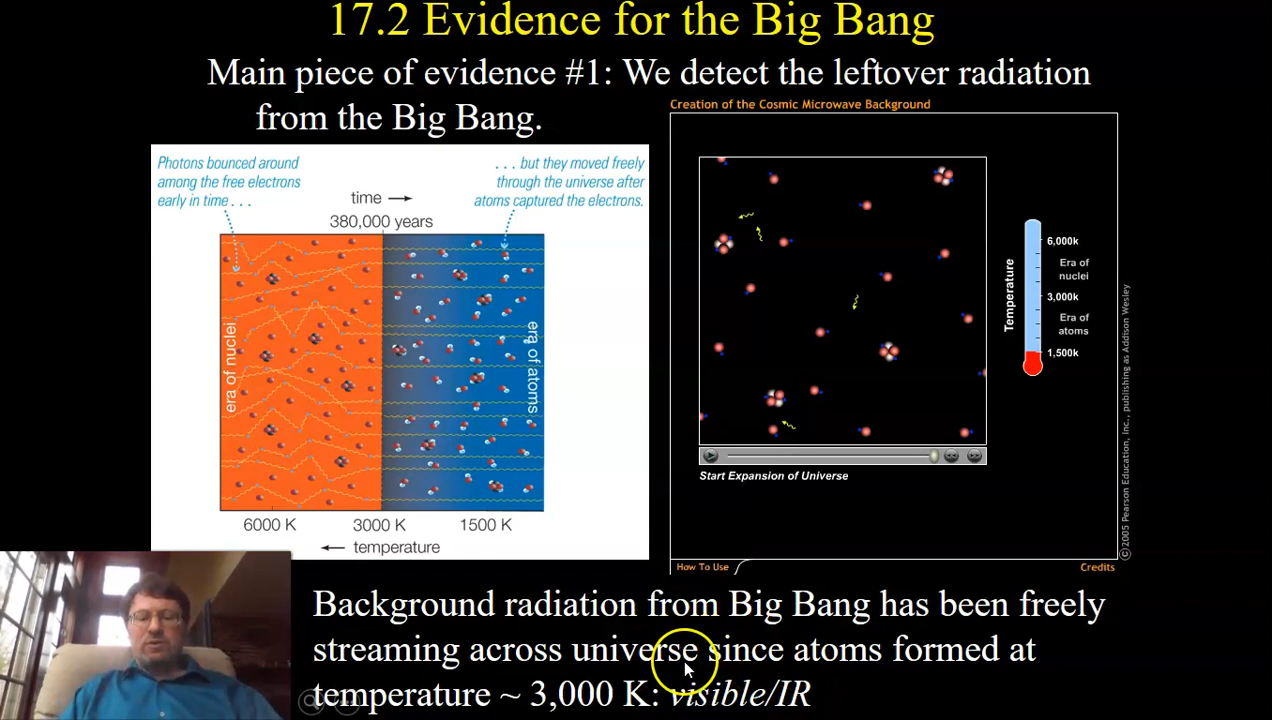 17.2 Evidence for the Big Bang
Main piece of evidence #1: We detect the leftover radiation
from the Big Bang.
Photons bounced around
among the free electrons
early in time . . .
. . . but they moved freely
through the universe after
atoms captured the electrons.
time →
380,000 years
era of nuclei
era of atoms
6000 K
3000 K
1500 K
← temperature
Creation of the Cosmic Microwave Background
Temperature
6,000k
Era of
nuclei
3,000k
Era of
atoms
1,500k
Start Expansion of Universe
How To Use
Credits
©2005 Pearson Education, Inc., publishing as Addison Wesley
Background radiation from Big Bang has been freely
streaming across universe since atoms formed at
temperature ~ 3,000 K: visible/IR